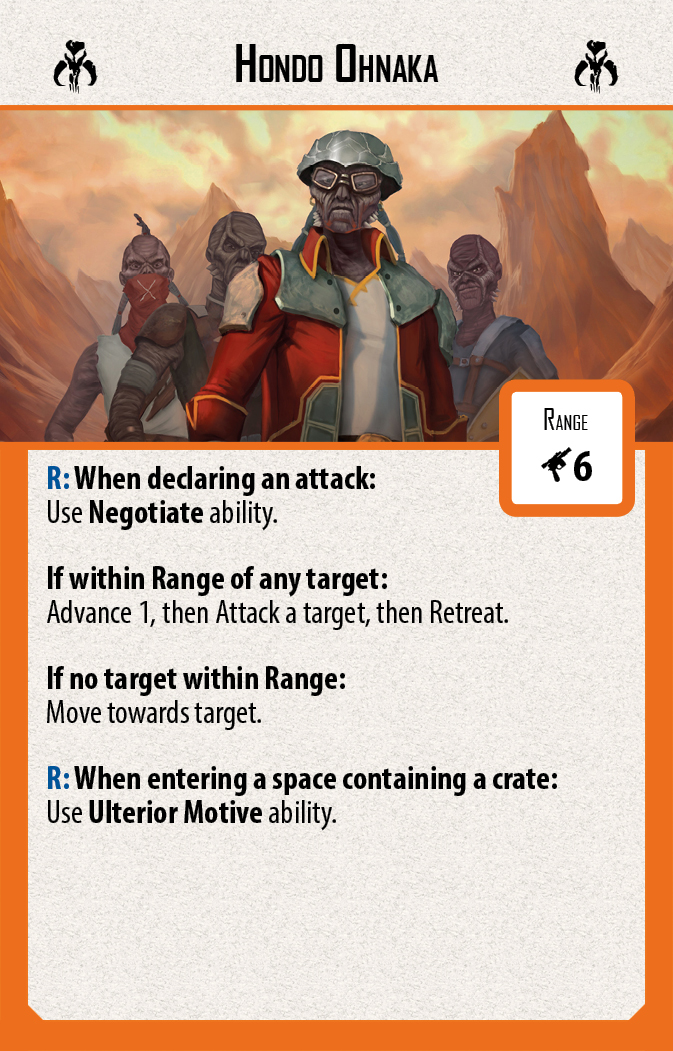 Hondo Ohnaka
Range
6
R: When declaring an attack:
Use Negotiate ability.
If within Range of any target:
Advance 1, then Attack a target, then Retreat.
If no target within Range:
Move towards target.
R: When entering a space containing a crate:
Use Ulterior Motive ability.